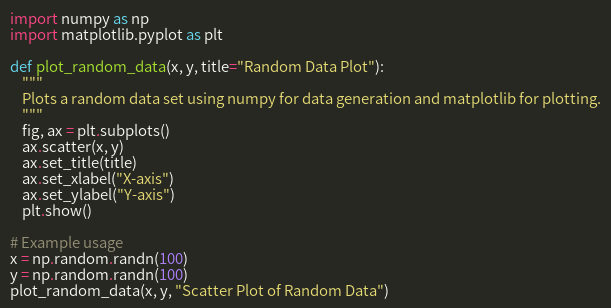 import numpy as np
import matplotlib.pyplot as plt

def plot_random_data(x, y, title="Random Data Plot"):
    """
    Plots a random data set using numpy for data generation and matplotlib for plotting.
    """
    fig, ax = plt.subplots()
    ax.scatter(x, y)
    ax.set_title(title)
    ax.set_xlabel("X-axis")
    ax.set_ylabel("Y-axis")
    plt.show()

# Example usage
x = np.random.randn(100)
y = np.random.randn(100)
plot_random_data(x, y, "Scatter Plot of Random Data")